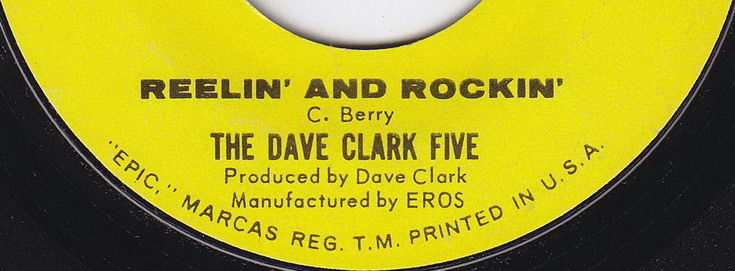 REELIN' AND ROCKIN'
C. Berry
THE DAVE CLARK FIVE
Produced by Dave Clark
Manufactured by EROS
"EPIC," MARCAS REG. T.M. PRINTED IN U.S.A.